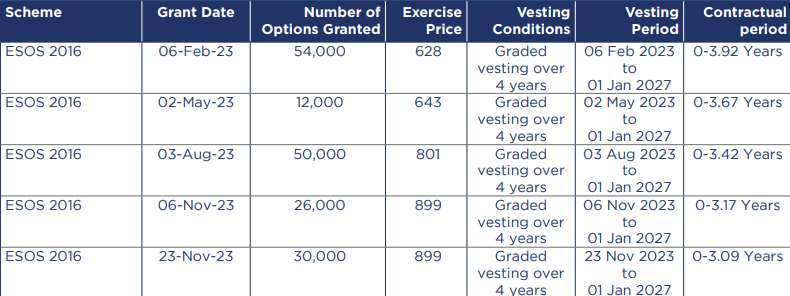 Scheme Grant Date Number of Options Granted Exercise Price Vesting Conditions Vesting Period Contractual period
ESOS 2016 06-Feb-23 54,000 628 Graded vesting over 4 years 06 Feb 2023 to 01 Jan 2027 0-3.92 Years
ESOS 2016 02-May-23 12,000 643 Graded vesting over 4 years 02 May 2023 to 01 Jan 2027 0-3.67 Years
ESOS 2016 03-Aug-23 50,000 801 Graded vesting over 4 years 03 Aug 2023 to 01 Jan 2027 0-3.42 Years
ESOS 2016 06-Nov-23 26,000 899 Graded vesting over 4 years 06 Nov 2023 to 01 Jan 2027 0-3.17 Years
ESOS 2016 23-Nov-23 30,000 899 Graded vesting over 4 years 23 Nov 2023 to 01 Jan 2027 0-3.09 Years